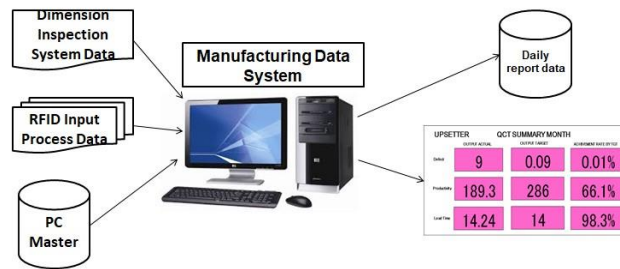 Dimension
Inspection
System Data
Manufacturing Data
System
Daily
report data
RFID Input
Process Data
PC
Master
UPSETTER QCT SUMMARY MONTH
OUTPUT ACTUAL OUTPUT TARGET
Defect 9 0.09 0.01%
Productivity 189.3 286 66.1%
Lead Time 14.24 14 98.3%